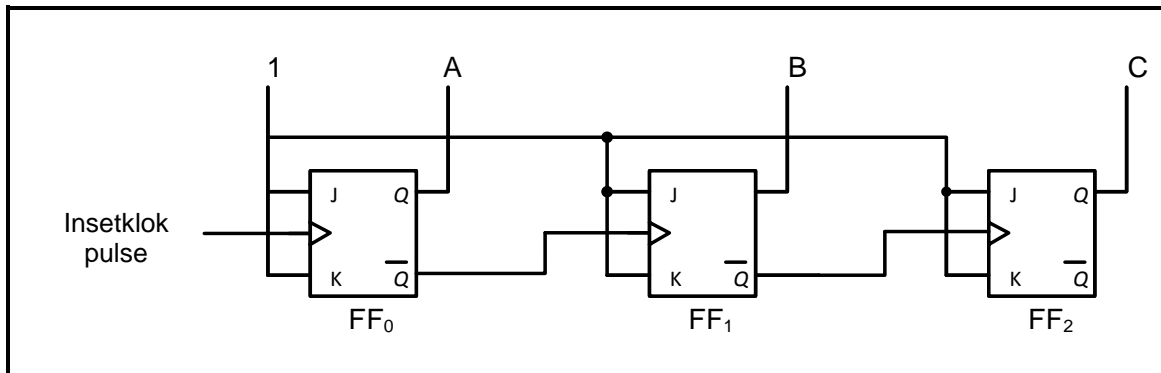 1 A B C
J Q J Q J Q
Insetklok
pulse
K Q̅ K Q̅ K Q̅
FF₀ FF₁ FF₂